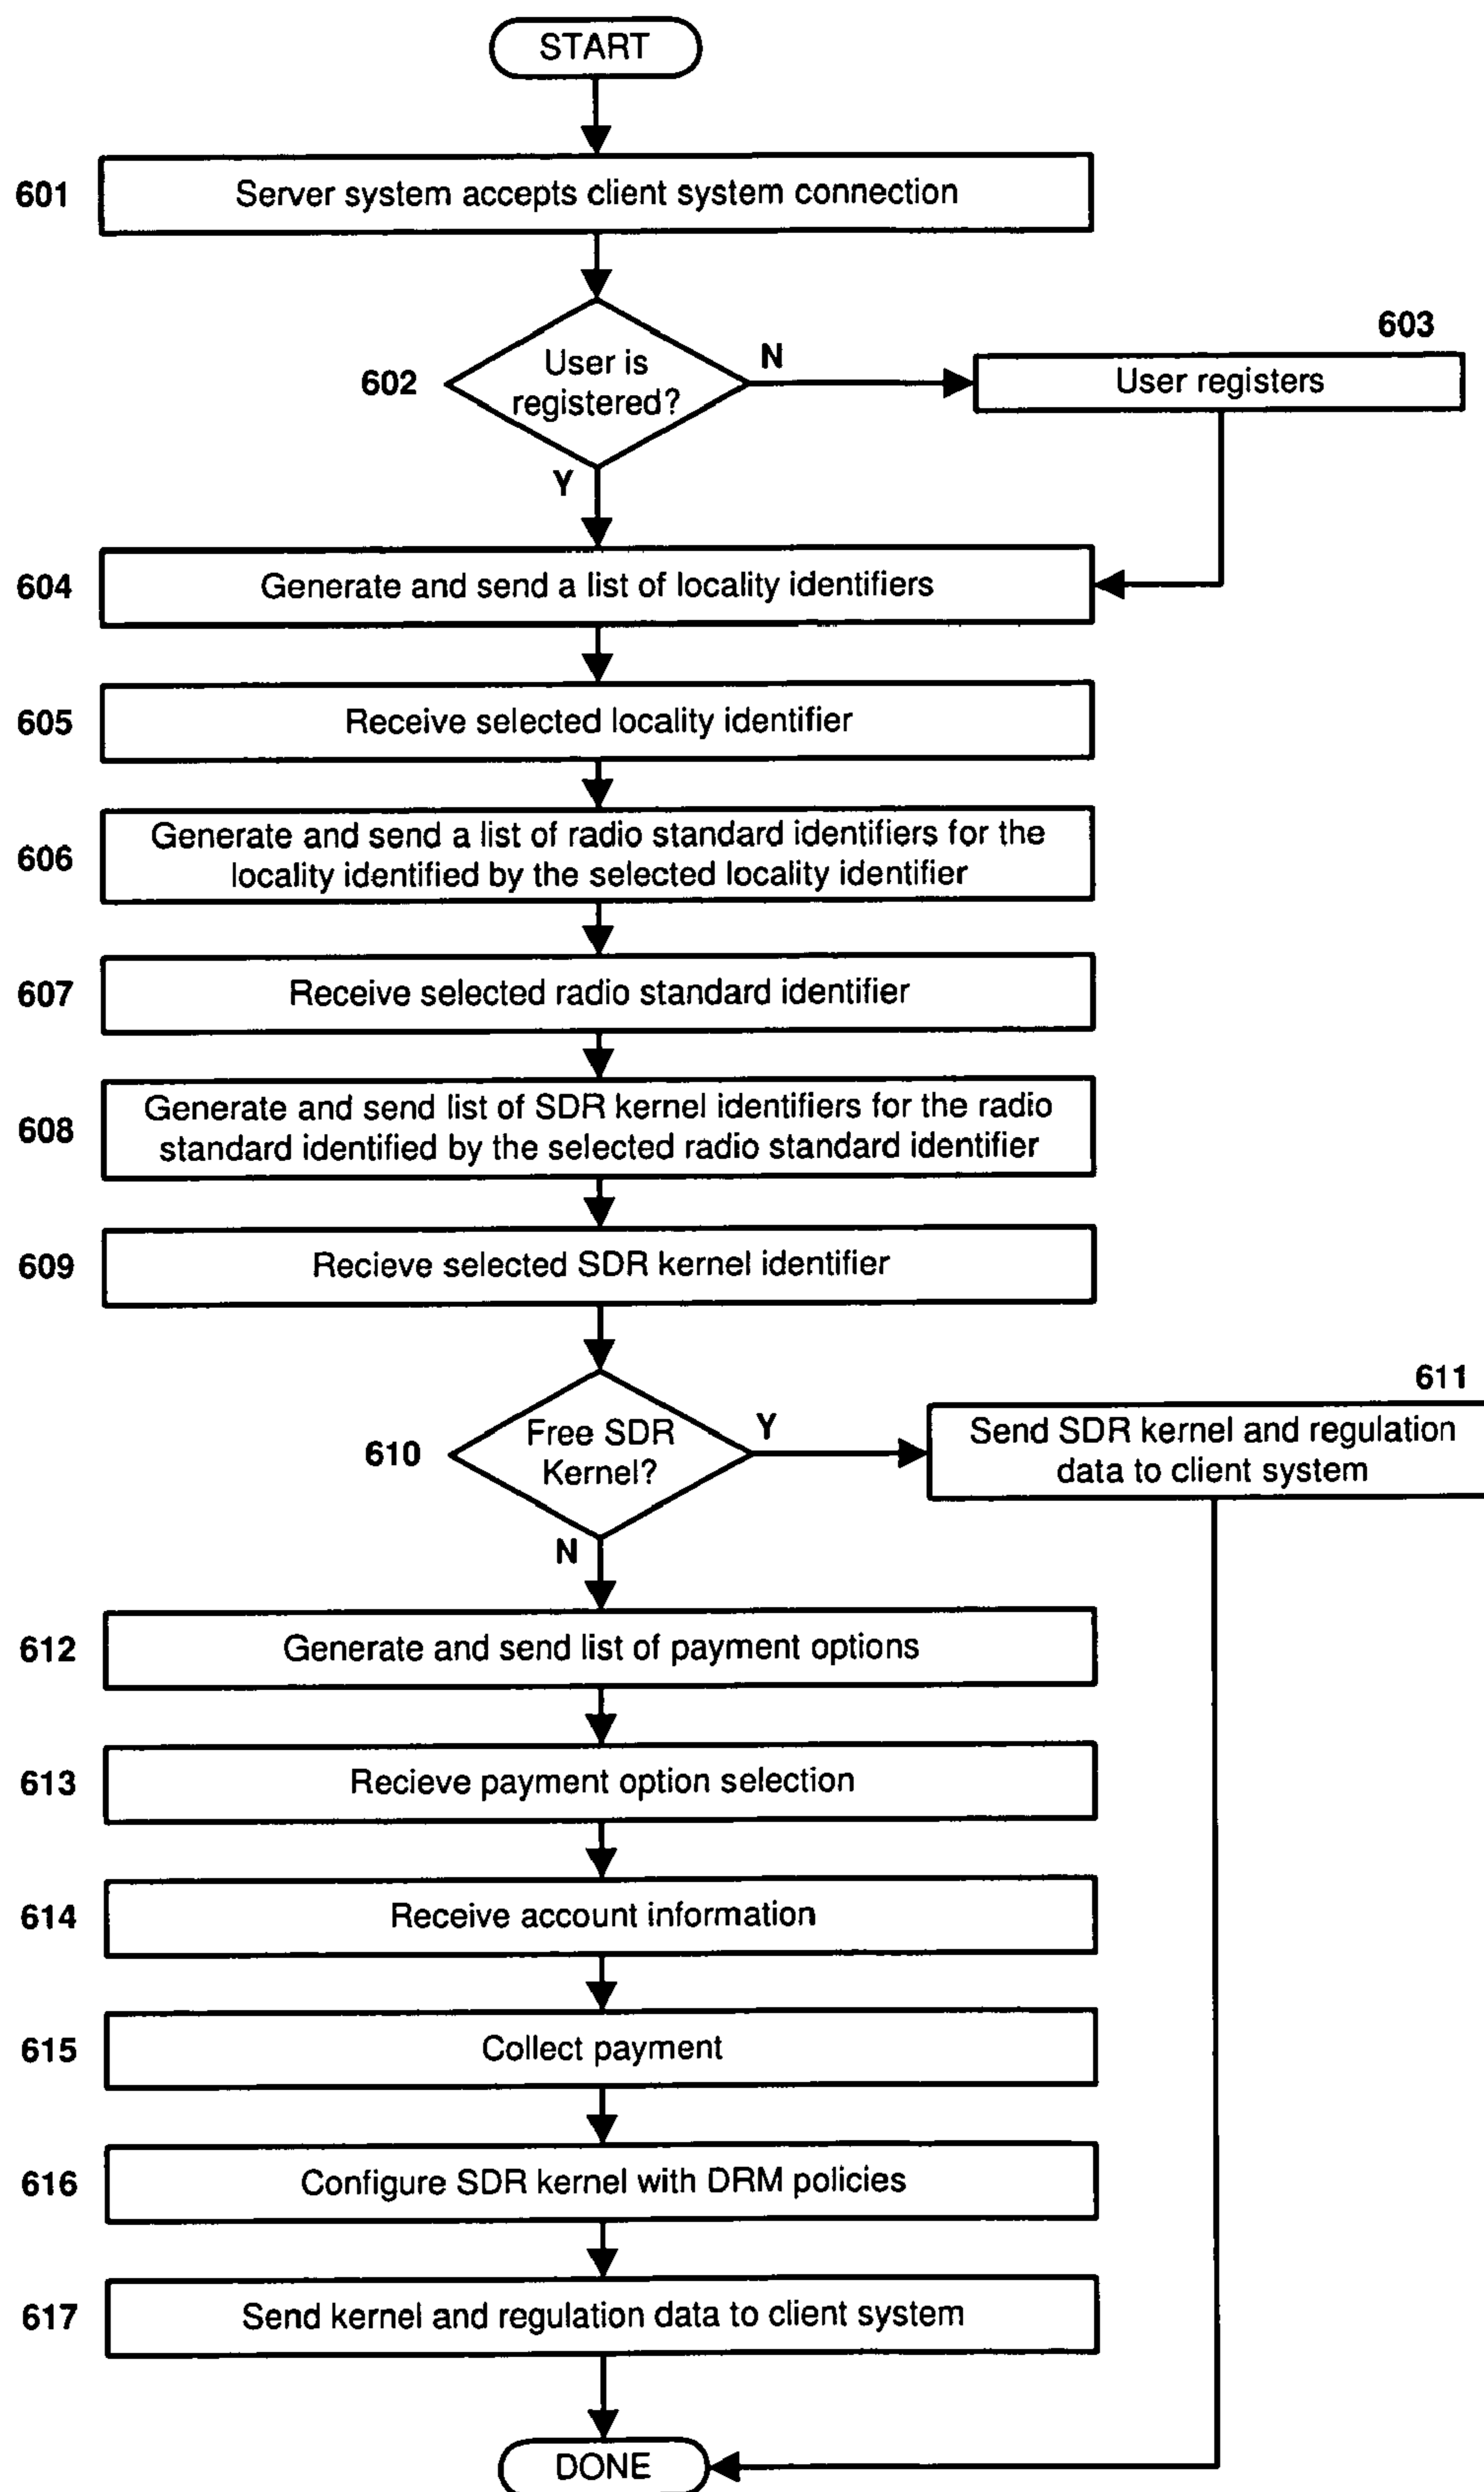 START
601
Server system accepts client system connection
602
User is
registered?
N
603
User registers
Y
604
Generate and send a list of locality identifiers
605
Receive selected locality identifier
606
Generate and send a list of radio standard identifiers for the
locality identified by the selected locality identifier
607
Receive selected radio standard identifier
608
Generate and send list of SDR kernel identifiers for the radio
standard identified by the selected radio standard identifier
609
Recieve selected SDR kernel identifier
610
Free SDR
Kernel?
Y
611
Send SDR kernel and regulation
data to client system
N
612
Generate and send list of payment options
613
Recieve payment option selection
614
Receive account information
615
Collect payment
616
Configure SDR kernel with DRM policies
617
Send kernel and regulation data to client system
DONE